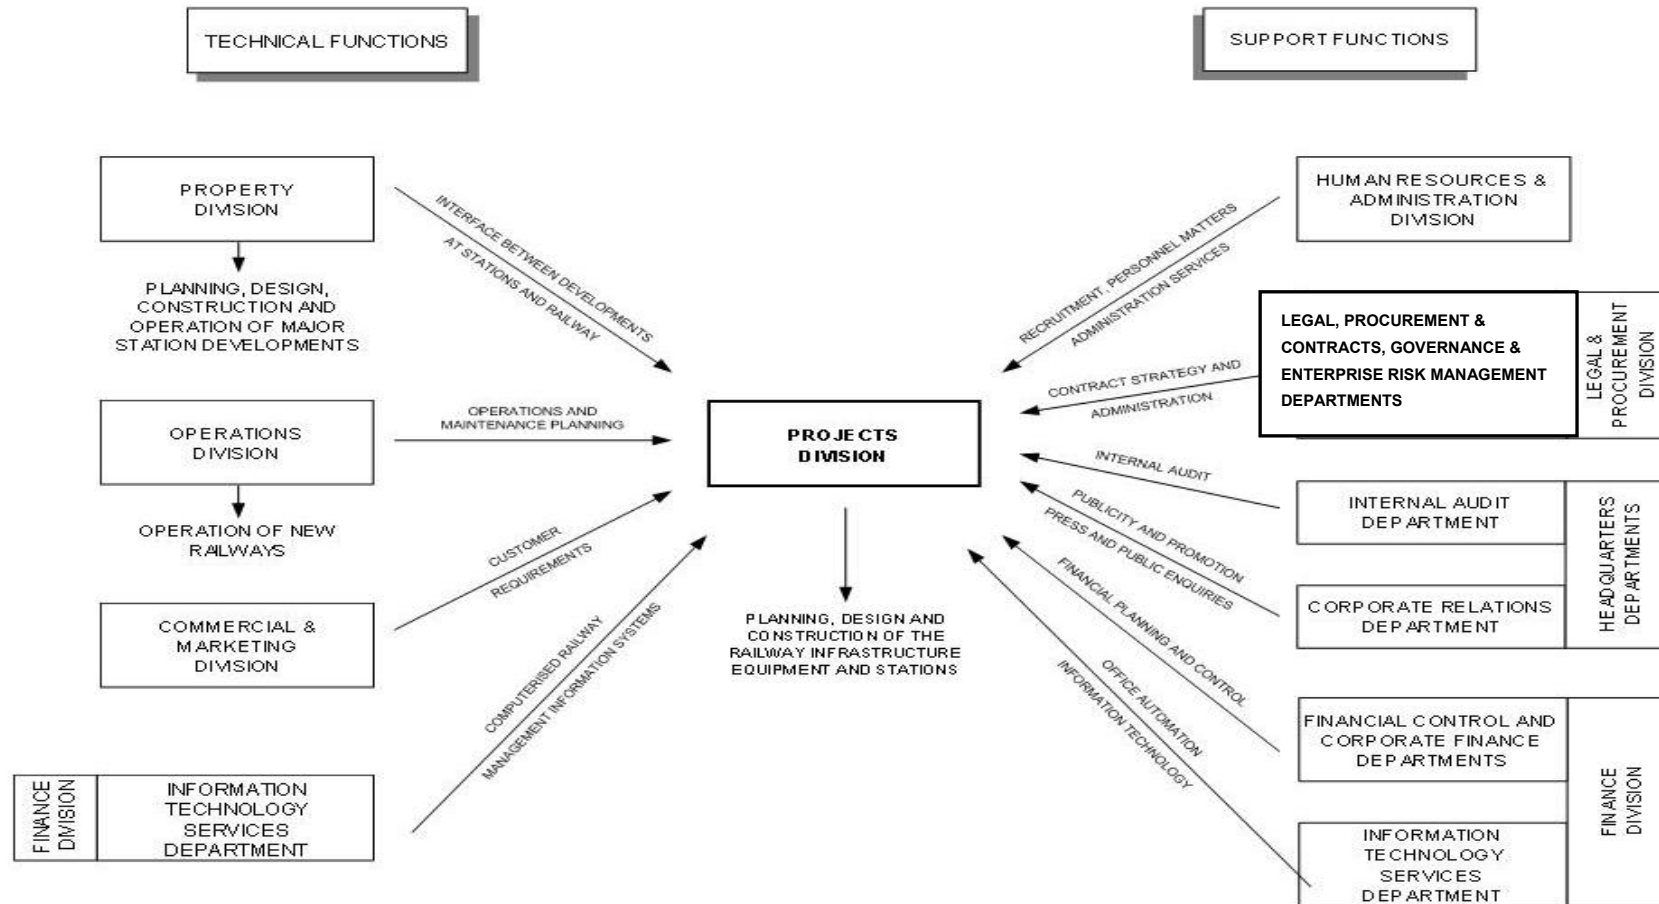 TECHNICAL FUNCTIONS
SUPPORT FUNCTIONS
PROPERTY
DIVISION
PLANNING, DESIGN,
CONSTRUCTION AND
OPERATION OF MAJOR
STATION DEVELOPMENTS
INTERFACE BETWEEN DEVELOPMENTS
AT STATIONS AND RAILWAY
OPERATIONS
DIVISION
OPERATION OF NEW
RAILWAYS
OPERATIONS AND
MAINTENANCE PLANNING
COMMERCIAL &
MARKETING
DIVISION
CUSTOMER
REQUIREMENTS
FINANCE
DIVISION
INFORMATION
TECHNOLOGY
SERVICES
DEPARTMENT
COMPUTERISED RAILWAY
MANAGEMENT INFORMATION SYSTEMS
PROJECTS
DIVISION
PLANNING, DESIGN AND
CONSTRUCTION OF THE
RAILWAY INFRASTRUCTURE
EQUIPMENT AND STATIONS
RECRUITMENT, PERSONNEL MATTERS
ADMINISTRATION SERVICES
HUMAN RESOURCES &
ADMINISTRATION
DIVISION
CONTRACT STRATEGY AND
ADMINISTRATION
LEGAL, PROCUREMENT &
CONTRACTS, GOVERNANCE &
ENTERPRISE RISK MANAGEMENT
DEPARTMENTS
LEGAL &
PROCUREMENT
DIVISION
INTERNAL AUDIT
INTERNAL AUDIT
DEPARTMENT
PUBLICITY AND PROMOTION
PRESS AND PUBLIC ENQUIRIES
CORPORATE RELATIONS
DEPARTMENT
HEADQUARTERS
DEPARTMENTS
FINANCIAL PLANNING AND CONTROL
FINANCIAL CONTROL AND
CORPORATE FINANCE
DEPARTMENTS
OFFICE AUTOMATION
INFORMATION TECHNOLOGY
INFORMATION
TECHNOLOGY
SERVICES
DEPARTMENT
FINANCE
DIVISION